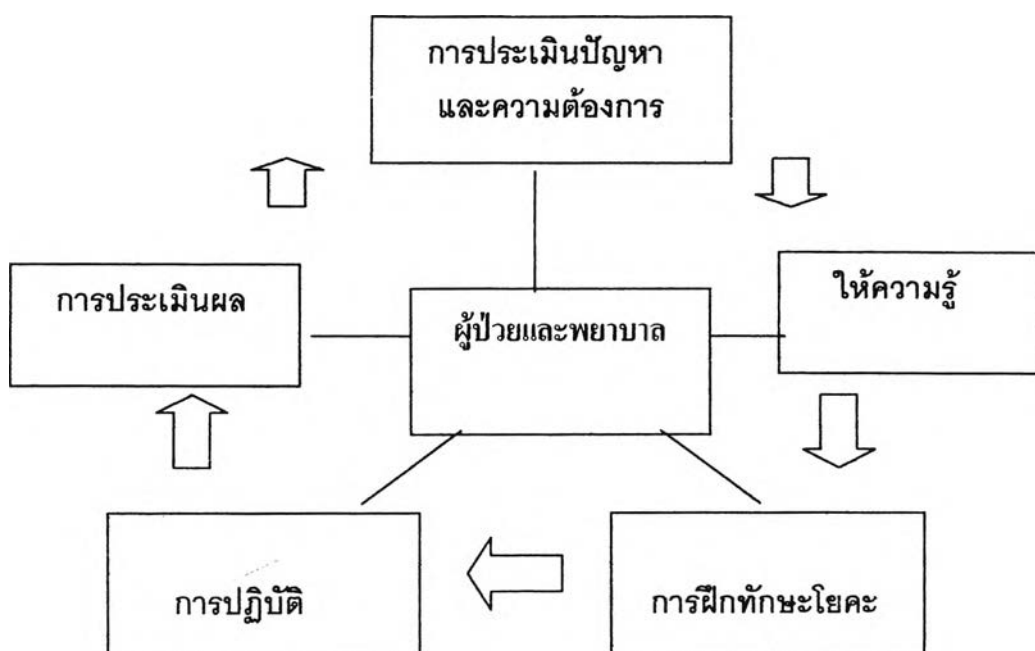 การประเมินปัญหา
และความต้องการ
ให้ความรู้
การประเมินผล
ผู้ป่วยและพยาบาล
การปฏิบัติ
การฝึกทักษะโยคะ